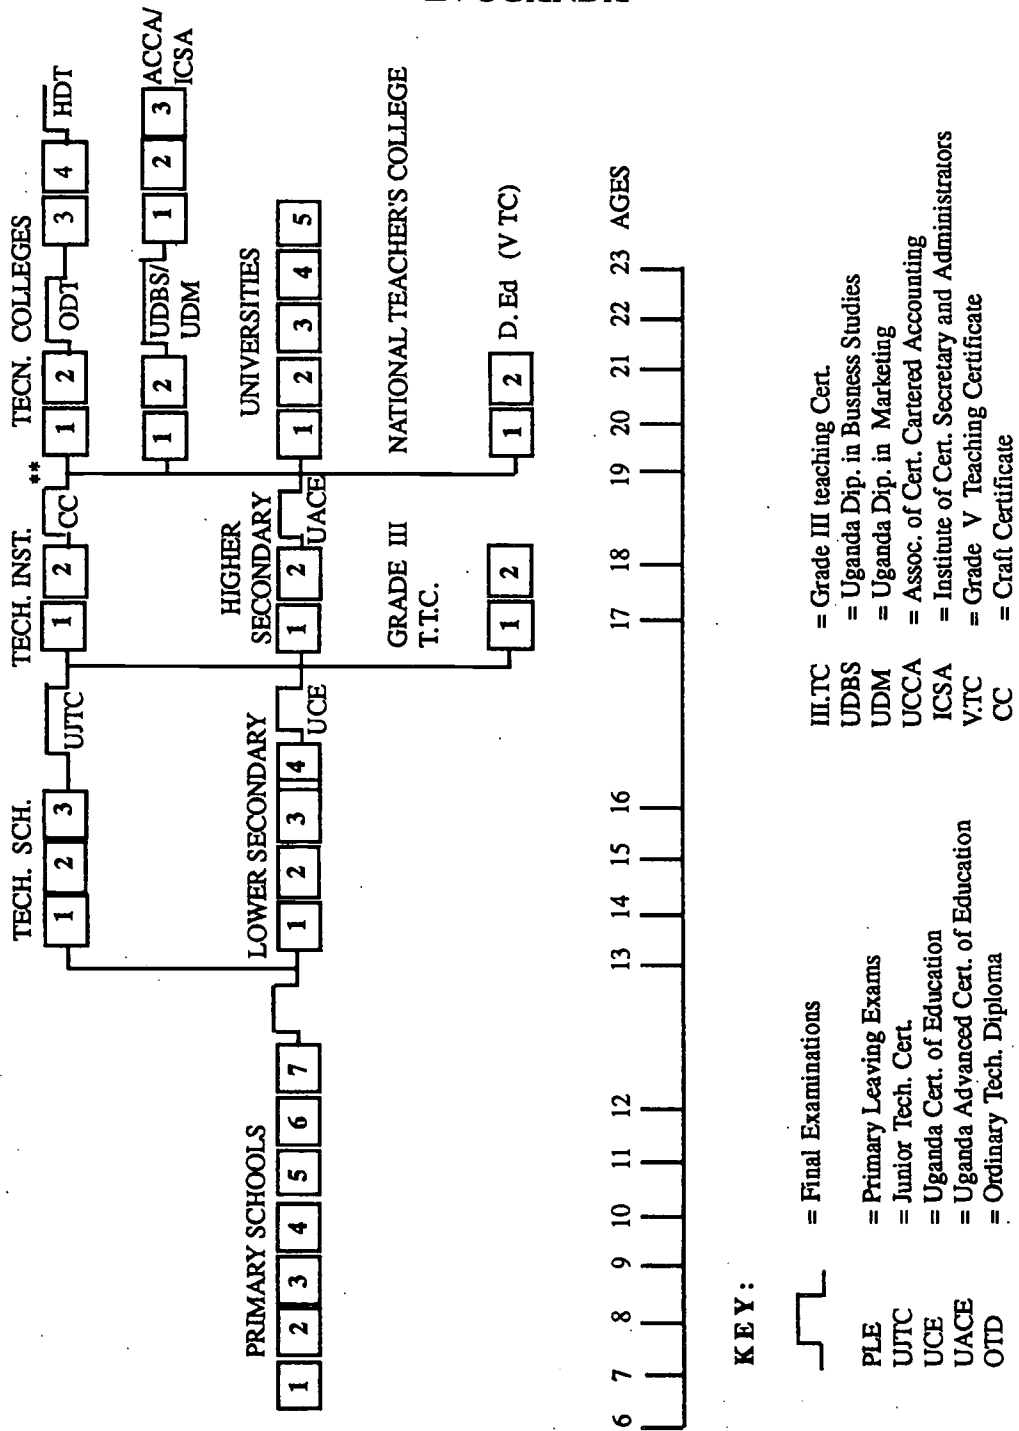 TECH. SCH.
1 2 3
UJTC
TECH. INST.
1 2
CC
**
TECN. COLLEGES
1 2
ODT
3 4
HDT
1 2
UDBS/
UDM
1 2 3
ACCA/
ICSA
PRIMARY SCHOOLS
1 2 3 4 5 6 7
LOWER SECONDARY
1 2 3 4
UCE
HIGHER
SECONDARY
1 2
UACE
UNIVERSITIES
1 2 3 4 5
GRADE III
T.T.C.
1 2
NATIONAL TEACHER'S COLLEGE
1 2
D. Ed (V TC)
6 7 8 9 10 11 12 13 14 15 16 17 18 19 20 21 22 23 AGES
KEY:
= Final Examinations
PLE = Primary Leaving Exams
UJTC = Junior Tech. Cert.
UCE = Uganda Cert. of Education
UACE = Uganda Advanced Cert. of Education
OTD = Ordinary Tech. Diploma
III.TC = Grade III teaching Cert.
UDBS = Uganda Dip. in Busness Studies
UDM = Uganda Dip. in Marketing
UCCA = Assoc. of Cert. Cartered Accounting
ICSA = Institute of Cert. Secretary and Administrators
V.TC = Grade V Teaching Certificate
CC = Craft Certificate